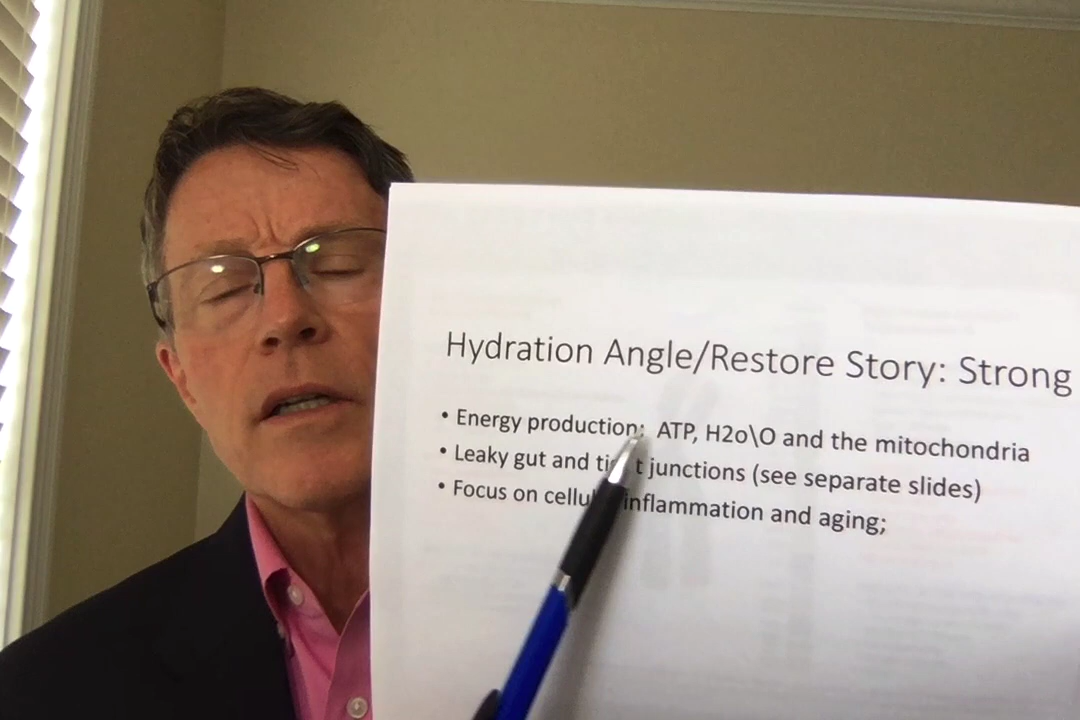 Hydration Angle/Restore Story: Strong
• Energy production: ATP, H2o\O and the mitochondria
• Leaky gut and junctions (see separate slides)
• Focus on inflammation and aging;